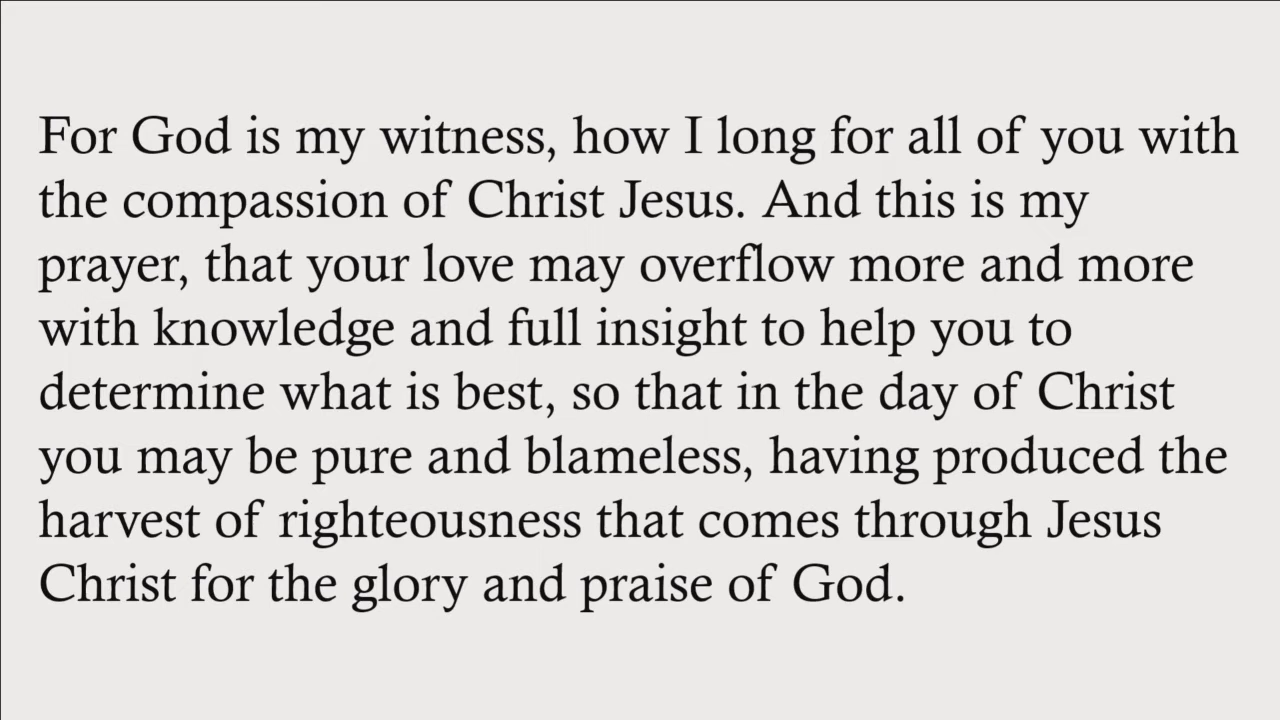 For God is my witness, how I long for all of you with
the compassion of Christ Jesus. And this is my
prayer, that your love may overflow more and more
with knowledge and full insight to help you to
determine what is best, so that in the day of Christ
you may be pure and blameless, having produced the
harvest of righteousness that comes through Jesus
Christ for the glory and praise of God.